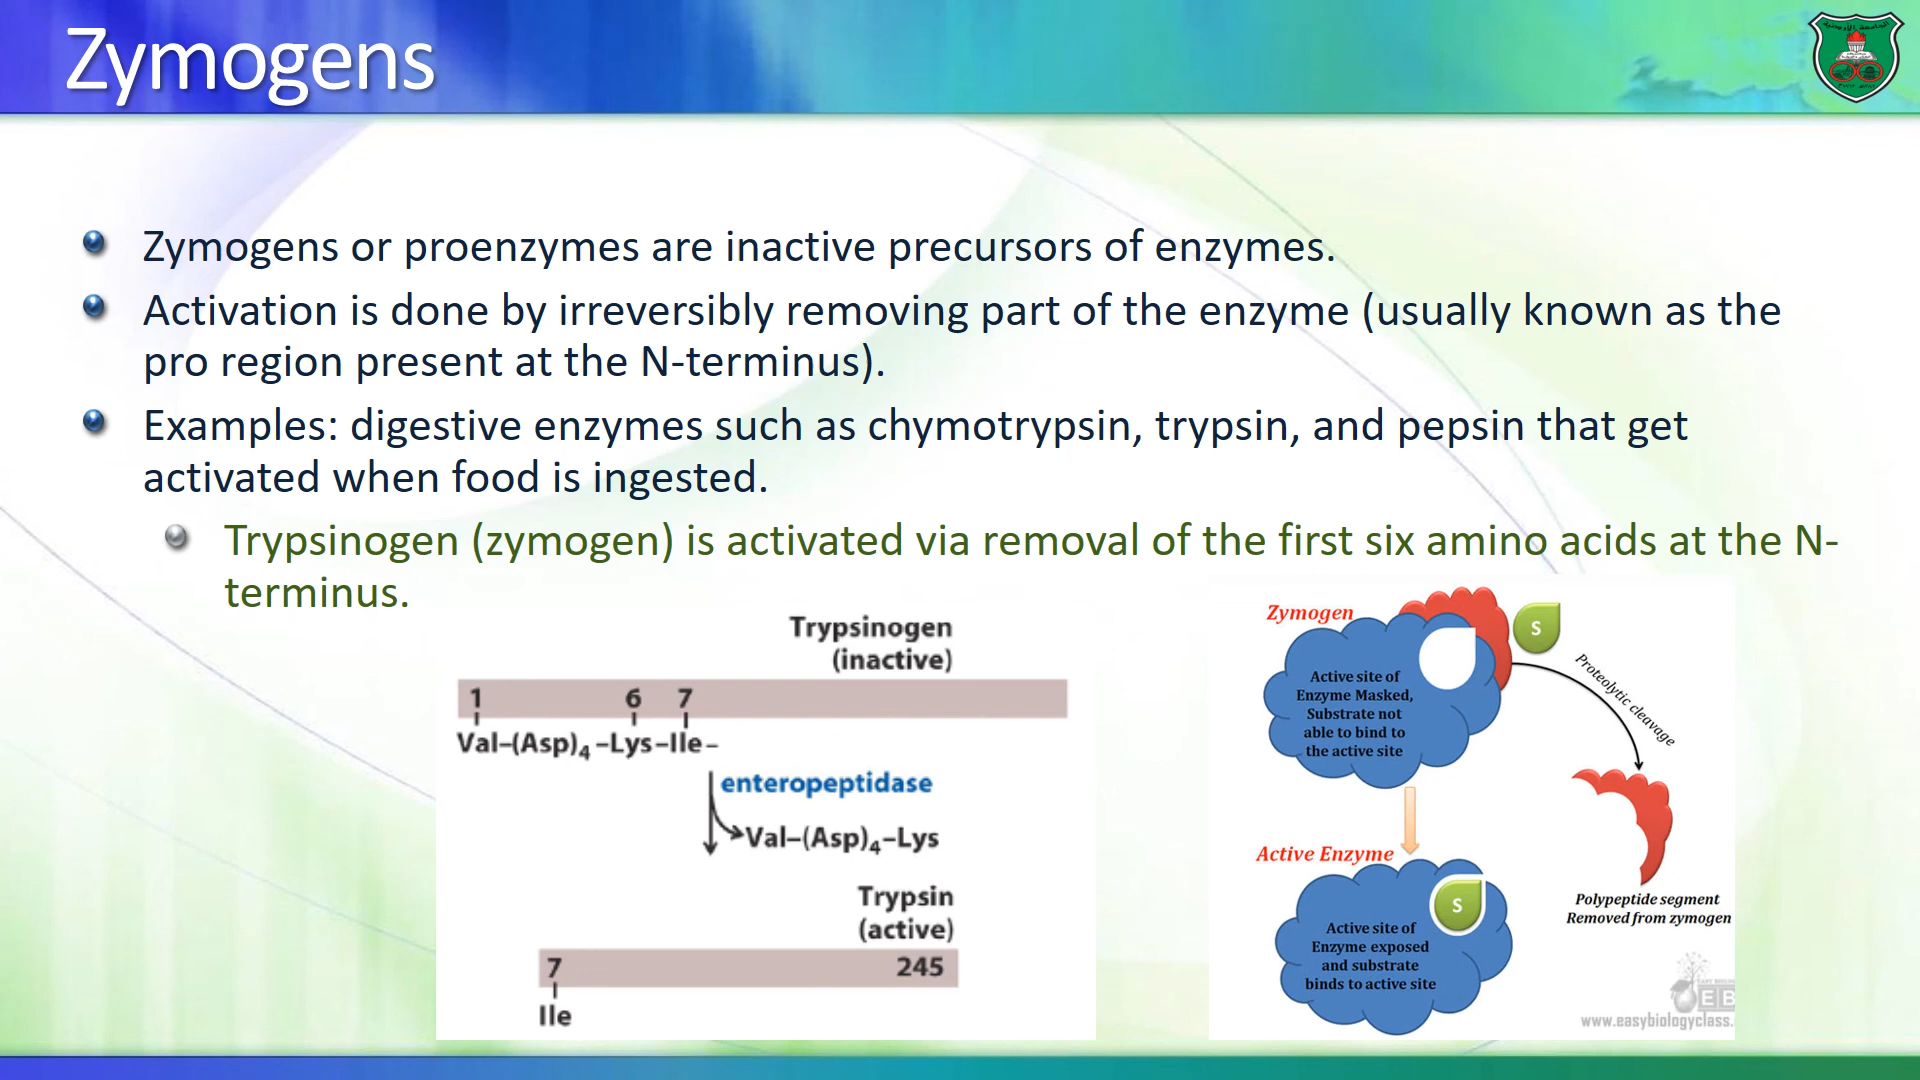 Zymogens
Zymogens or proenzymes are inactive precursors of enzymes.
Activation is done by irreversibly removing part of the enzyme (usually known as the
pro region present at the N-terminus).
Examples: digestive enzymes such as chymotrypsin, trypsin, and pepsin that get
activated when food is ingested.
Trypsinogen (zymogen) is activated via removal of the first six amino acids at the N-
terminus.
Trypsinogen
(inactive)
1 6 7
Val–(Asp)₄–Lys–Ile–
enteropeptidase
Val–(Asp)₄–Lys
Trypsin
(active)
7 245
Ile
Zymogen
S
Active site of
Enzyme Masked,
Substrate not
able to bind to
the active site
Proteolytic cleavage
Active Enzyme
S
Active site of
Enzyme exposed
and substrate
binds to active site
Polypeptide segment
Removed from zymogen
EB
www.easybiologyclass.